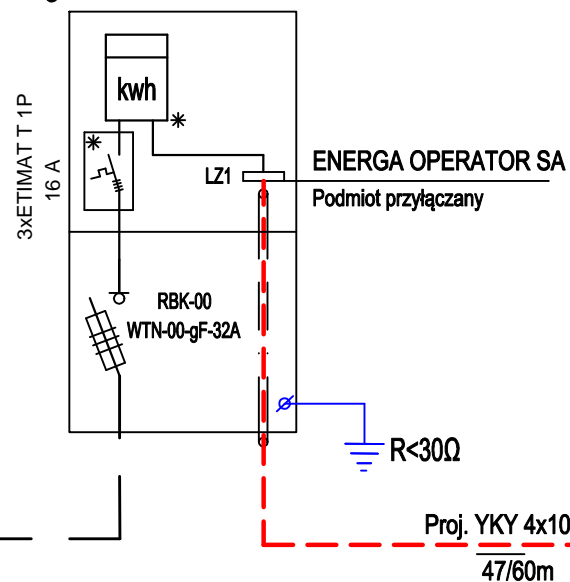 kwh
*
*
3xETIMAT T 1P
16 A
LZ1
ENERGA OPERATOR SA
Podmiot przyłączany
RBK-00
WTN-00-gF-32A
R<30Ω
Proj. YKY 4x10
47/60m